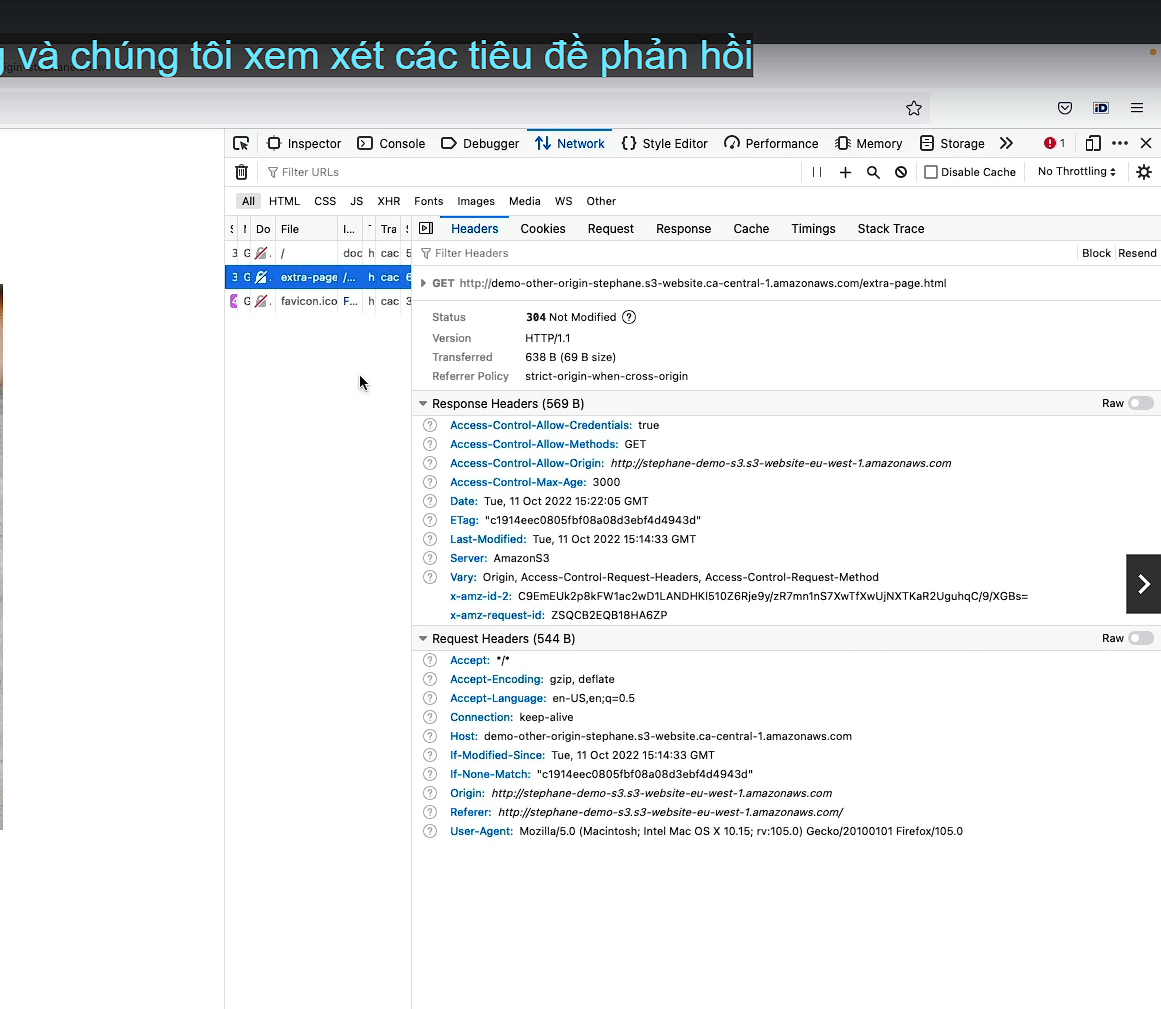 và chúng tôi xem xét các tiêu đề phản hồi
Inspector Console Debugger Network Style Editor Performance Memory Storage 1
Filter URLs Disable Cache No Throttling
All HTML CSS JS XHR Fonts Images Media WS Other
Do File I... Tra Headers Cookies Request Response Cache Timings Stack Trace
3 G / doc h cac 5 Filter Headers Block Resend
3 G extra-page /... h cac 6 GET http://demo-other-origin-stephane.s3-website.ca-central-1.amazonaws.com/extra-page.html
4 G favicon.ico F... h cac 3
Status 304 Not Modified
Version HTTP/1.1
Transferred 638 B (69 B size)
Referrer Policy strict-origin-when-cross-origin
Response Headers (569 B) Raw
Access-Control-Allow-Credentials: true
Access-Control-Allow-Methods: GET
Access-Control-Allow-Origin: http://stephane-demo-s3.s3-website-eu-west-1.amazonaws.com
Access-Control-Max-Age: 3000
Date: Tue, 11 Oct 2022 15:22:05 GMT
ETag: "c1914eec0805fbf08a08d3ebf4d4943d"
Last-Modified: Tue, 11 Oct 2022 15:14:33 GMT
Server: AmazonS3
Vary: Origin, Access-Control-Request-Headers, Access-Control-Request-Method
x-amz-id-2: C9EmEUk2p8kFW1ac2wD1LANDHKl510Z6Rje9y/zR7mn1nS7XwTfXwUjNXTKaR2UguhqC/9/XGBs=
x-amz-request-id: ZSQCB2EQB18HA6ZP
Request Headers (544 B) Raw
Accept: */*
Accept-Encoding: gzip, deflate
Accept-Language: en-US,en;q=0.5
Connection: keep-alive
Host: demo-other-origin-stephane.s3-website.ca-central-1.amazonaws.com
If-Modified-Since: Tue, 11 Oct 2022 15:14:33 GMT
If-None-Match: "c1914eec0805fbf08a08d3ebf4d4943d"
Origin: http://stephane-demo-s3.s3-website-eu-west-1.amazonaws.com
Referer: http://stephane-demo-s3.s3-website-eu-west-1.amazonaws.com/
User-Agent: Mozilla/5.0 (Macintosh; Intel Mac OS X 10.15; rv:105.0) Gecko/20100101 Firefox/105.0